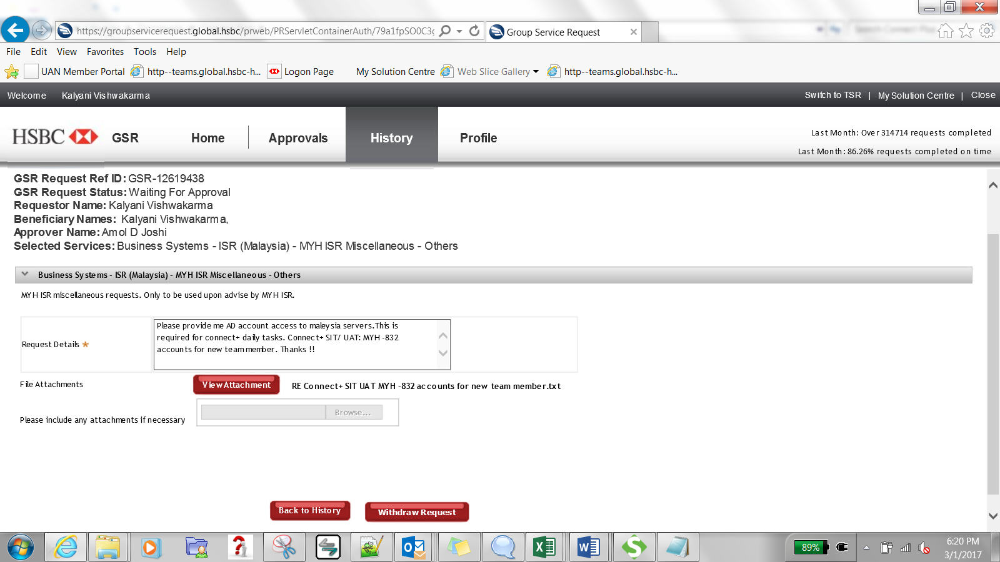 https://groupservicerequest.global.hsbc/prweb/PRServletContainerAuth/79a1fpSO0C3
Group Service Request
File Edit View Favorites Tools Help
UAN Member Portal http--teams.global.hsbc-h... Logon Page My Solution Centre Web Slice Gallery http--teams.global.hsbc-h...
Welcome Kalyani Vishwakarma Switch to TSR | My Solution Centre | Close
HSBC GSR Home Approvals History Profile
Last Month: Over 314714 requests completed
Last Month: 86.26% requests completed on time
GSR Request Ref ID: GSR-12619438
GSR Request Status: Waiting For Approval
Requestor Name: Kalyani Vishwakarma
Beneficiary Names: Kalyani Vishwakarma,
Approver Name: Amol D Joshi
Selected Services: Business Systems - ISR (Malaysia) - MYH ISR Miscellaneous - Others
Business Systems - ISR (Malaysia) - MYH ISR Miscellaneous - Others
MYH ISR miscellaneous requests. Only to be used upon advise by MYH ISR.
Request Details *
Please provide me AD account access to maleysia servers.This is
required for connect+ daily tasks. Connect+ SIT/ UAT: MYH -832
accounts for new team member. Thanks !!
File Attachments View Attachment RE Connect+ SIT UAT MYH -832 accounts for new team member.txt
Please include any attachments if necessary Browse...
Back to History Withdraw Request
89%
6:20 PM
3/1/2017